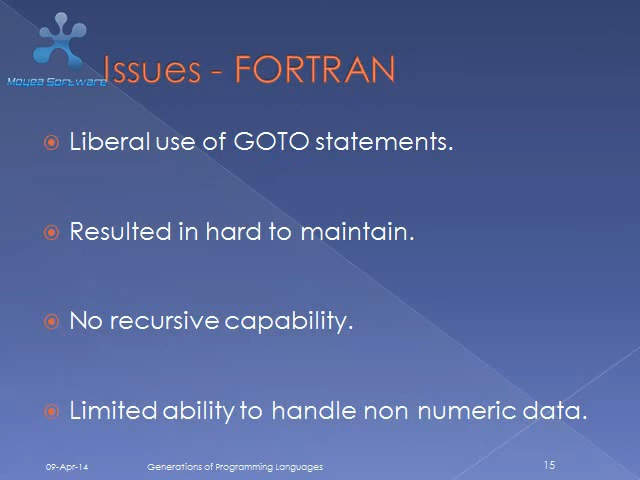 Moyea Software
Issues - FORTRAN
Liberal use of GOTO statements.
Resulted in hard to maintain.
No recursive capability.
Limited ability to handle non numeric data.
09-Apr-14 Generations of Programming Languages 15